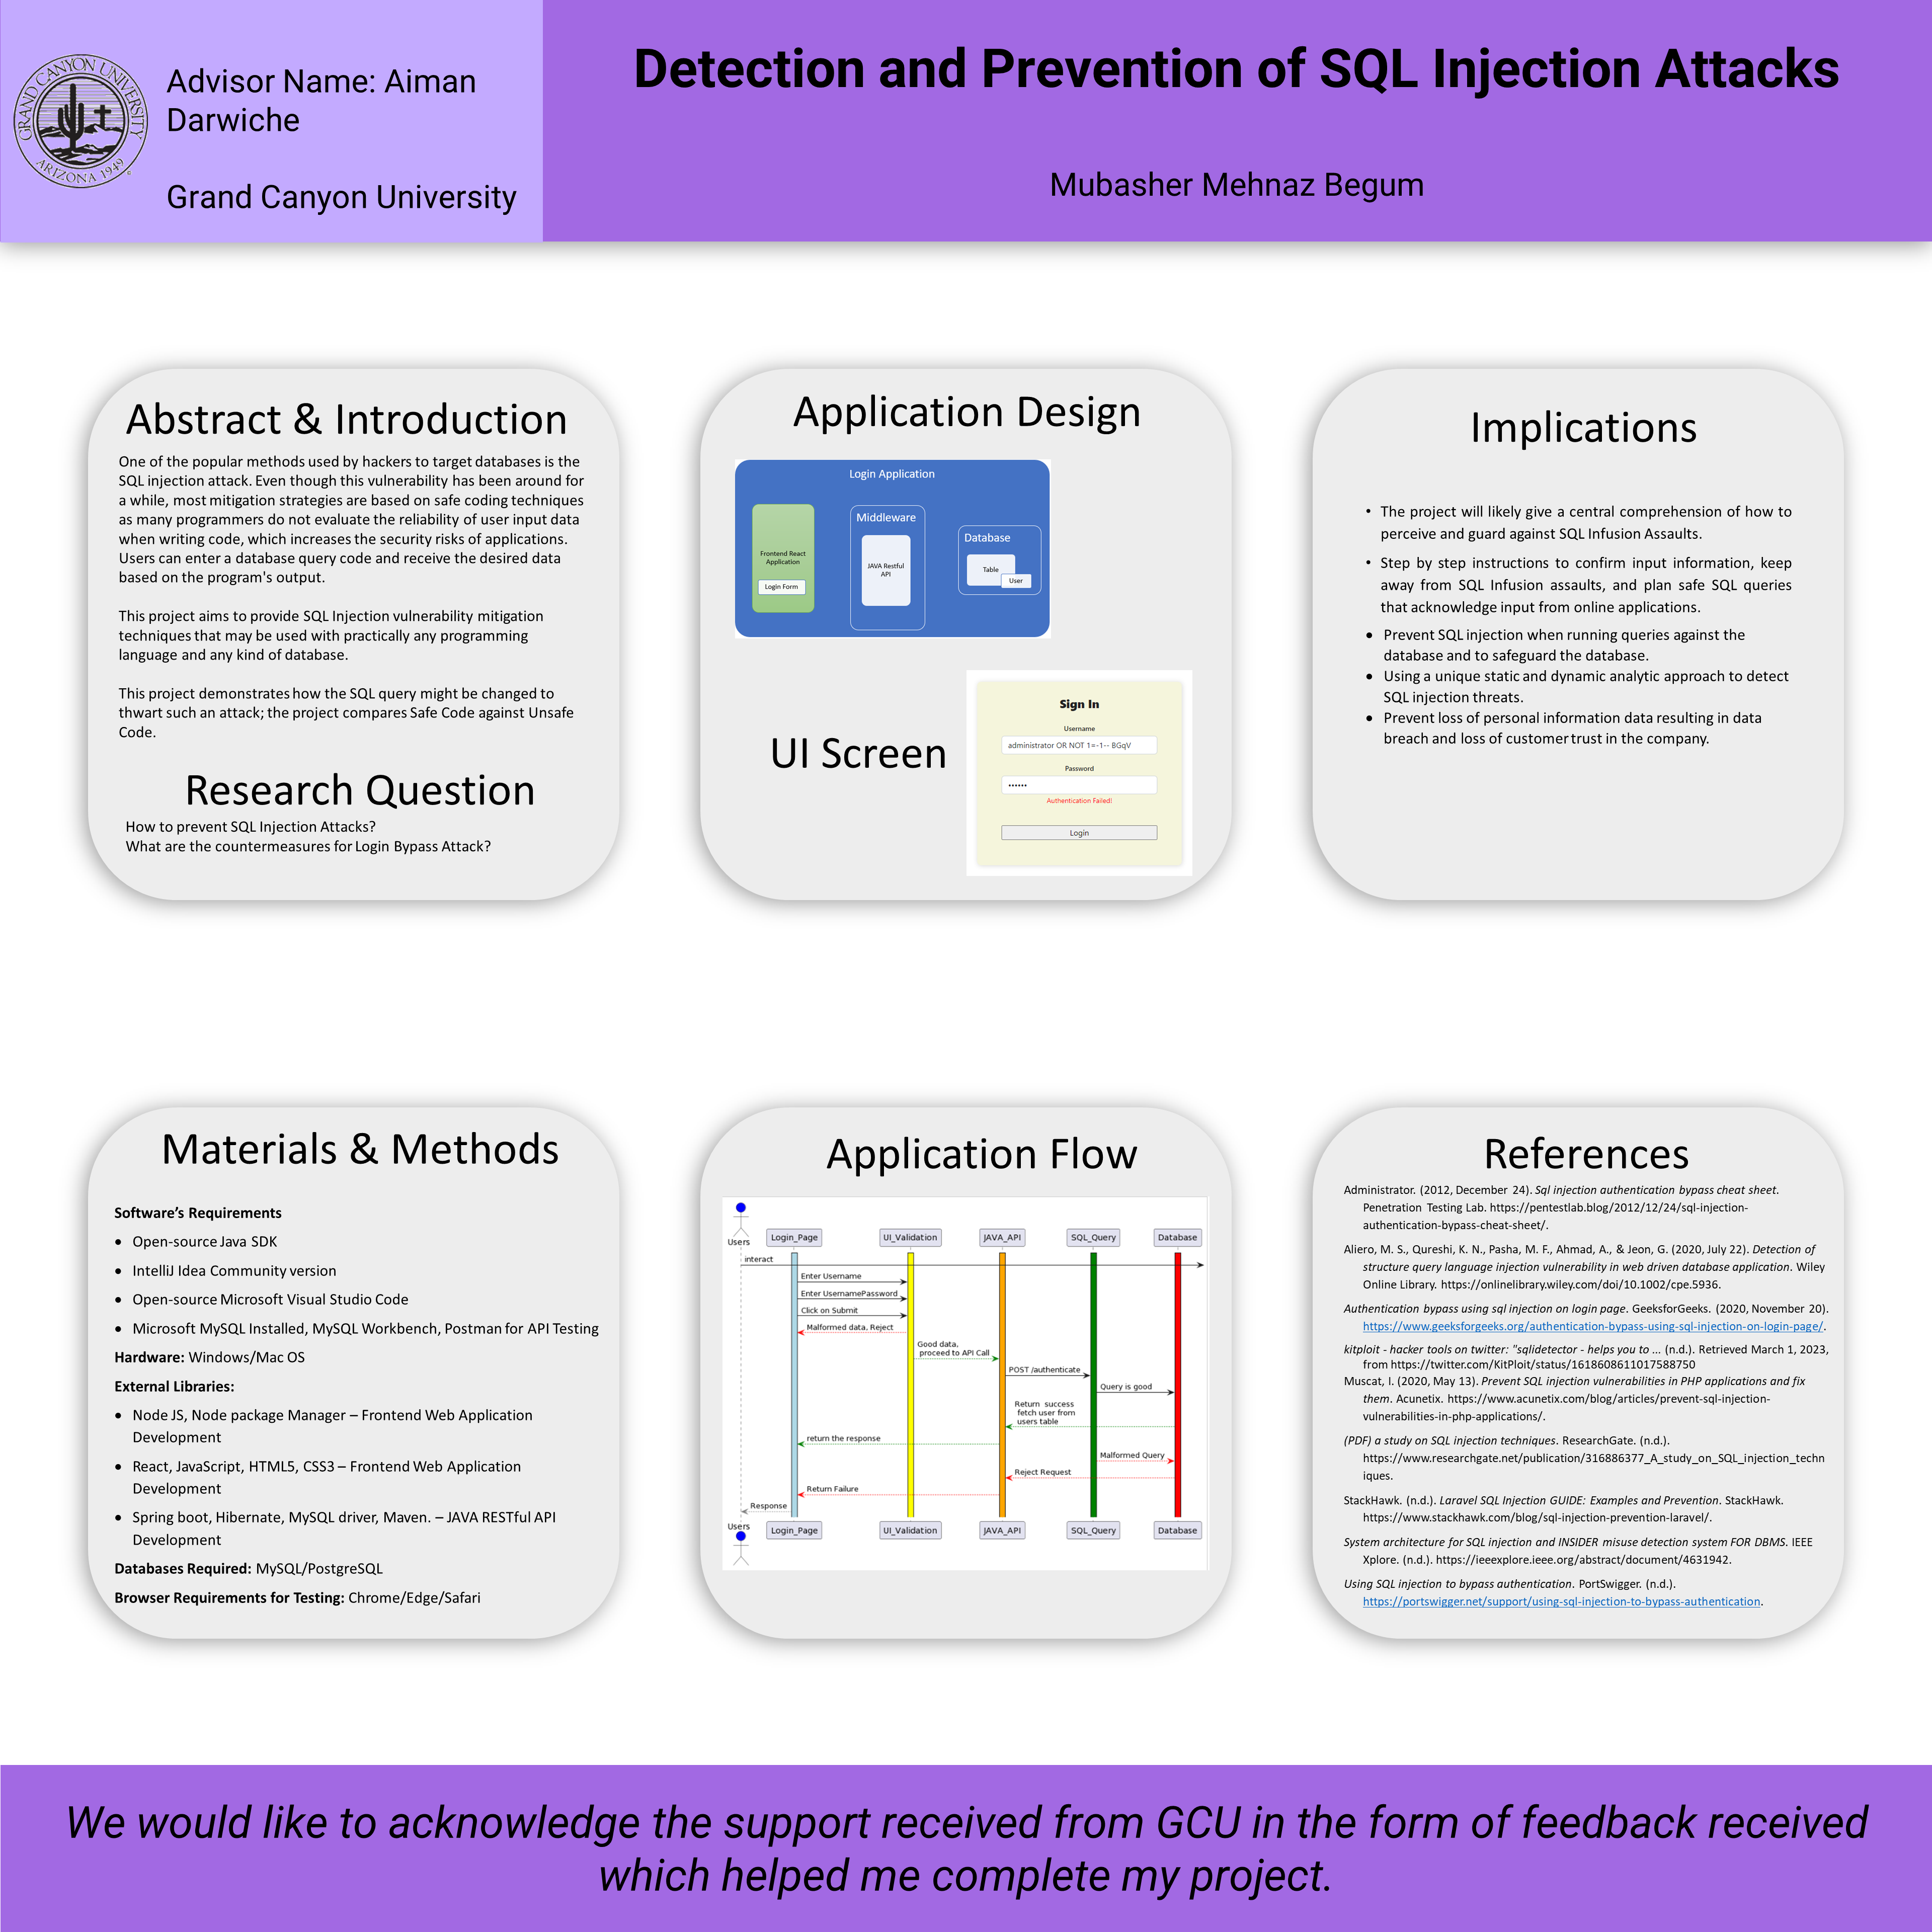 GRAND CANYON UNIVERSITY
ARIZONA 1949
Advisor Name: Aiman
Darwiche
Grand Canyon University
Detection and Prevention of SQL Injection Attacks
Mubasher Mehnaz Begum
Abstract & Introduction
One of the popular methods used by hackers to target databases is the
SQL injection attack. Even though this vulnerability has been around for
a while, most mitigation strategies are based on safe coding techniques
as many programmers do not evaluate the reliability of user input data
when writing code, which increases the security risks of applications.
Users can enter a database query code and receive the desired data
based on the program's output.
This project aims to provide SQL Injection vulnerability mitigation
techniques that may be used with practically any programming
language and any kind of database.
This project demonstrates how the SQL query might be changed to
thwart such an attack; the project compares Safe Code against Unsafe
Code.
Research Question
How to prevent SQL Injection Attacks?
What are the countermeasures for Login Bypass Attack?
Application Design
Login Application
Frontend React
Application
Login Form
Middleware
JAVA Restful
API
Database
Table
User
UI Screen
Sign In
Username
administrator OR NOT 1=-1-- BGqV
Password
••••••
Authentication Failed!
Login
Implications
• The project will likely give a central comprehension of how to
perceive and guard against SQL Infusion Assaults.
• Step by step instructions to confirm input information, keep
away from SQL Infusion assaults, and plan safe SQL queries
that acknowledge input from online applications.
• Prevent SQL injection when running queries against the
database and to safeguard the database.
• Using a unique static and dynamic analytic approach to detect
SQL injection threats.
• Prevent loss of personal information data resulting in data
breach and loss of customer trust in the company.
Materials & Methods
Software's Requirements
• Open-source Java SDK
• IntelliJ Idea Community version
• Open-source Microsoft Visual Studio Code
• Microsoft MySQL Installed, MySQL Workbench, Postman for API Testing
Hardware: Windows/Mac OS
External Libraries:
• Node JS, Node package Manager – Frontend Web Application
Development
• React, JavaScript, HTML5, CSS3 – Frontend Web Application
Development
• Spring boot, Hibernate, MySQL driver, Maven. – JAVA RESTful API
Development
Databases Required: MySQL/PostgreSQL
Browser Requirements for Testing: Chrome/Edge/Safari
Application Flow
Users
Login_Page
UI_Validation
JAVA_API
SQL_Query
Database
interact
Enter Username
Enter UsernamePassword
Click on Submit
Malformed data, Reject
Good data,
proceed to API Call
POST /authenticate
Query is good
Return success
fetch user from
users table
return the response
Malformed Query
Reject Request
Return Failure
Response
Users
Login_Page
UI_Validation
JAVA_API
SQL_Query
Database
References
Administrator. (2012, December 24). Sql injection authentication bypass cheat sheet.
Penetration Testing Lab. https://pentestlab.blog/2012/12/24/sql-injection-
authentication-bypass-cheat-sheet/.
Aliero, M. S., Qureshi, K. N., Pasha, M. F., Ahmad, A., & Jeon, G. (2020, July 22). Detection of
structure query language injection vulnerability in web driven database application. Wiley
Online Library. https://onlinelibrary.wiley.com/doi/10.1002/cpe.5936.
Authentication bypass using sql injection on login page. GeeksforGeeks. (2020, November 20).
https://www.geeksforgeeks.org/authentication-bypass-using-sql-injection-on-login-page/.
kitploit - hacker tools on twitter: "sqlidetector - helps you to ... (n.d.). Retrieved March 1, 2023,
from https://twitter.com/KitPloit/status/1618608611017588750
Muscat, I. (2020, May 13). Prevent SQL injection vulnerabilities in PHP applications and fix
them. Acunetix. https://www.acunetix.com/blog/articles/prevent-sql-injection-
vulnerabilities-in-php-applications/.
(PDF) a study on SQL injection techniques. ResearchGate. (n.d.).
https://www.researchgate.net/publication/316886377_A_study_on_SQL_injection_techn
iques.
StackHawk. (n.d.). Laravel SQL Injection GUIDE: Examples and Prevention. StackHawk.
https://www.stackhawk.com/blog/sql-injection-prevention-laravel/.
System architecture for SQL injection and INSIDER misuse detection system FOR DBMS. IEEE
Xplore. (n.d.). https://ieeexplore.ieee.org/abstract/document/4631942.
Using SQL injection to bypass authentication. PortSwigger. (n.d.).
https://portswigger.net/support/using-sql-injection-to-bypass-authentication.
We would like to acknowledge the support received from GCU in the form of feedback received
which helped me complete my project.